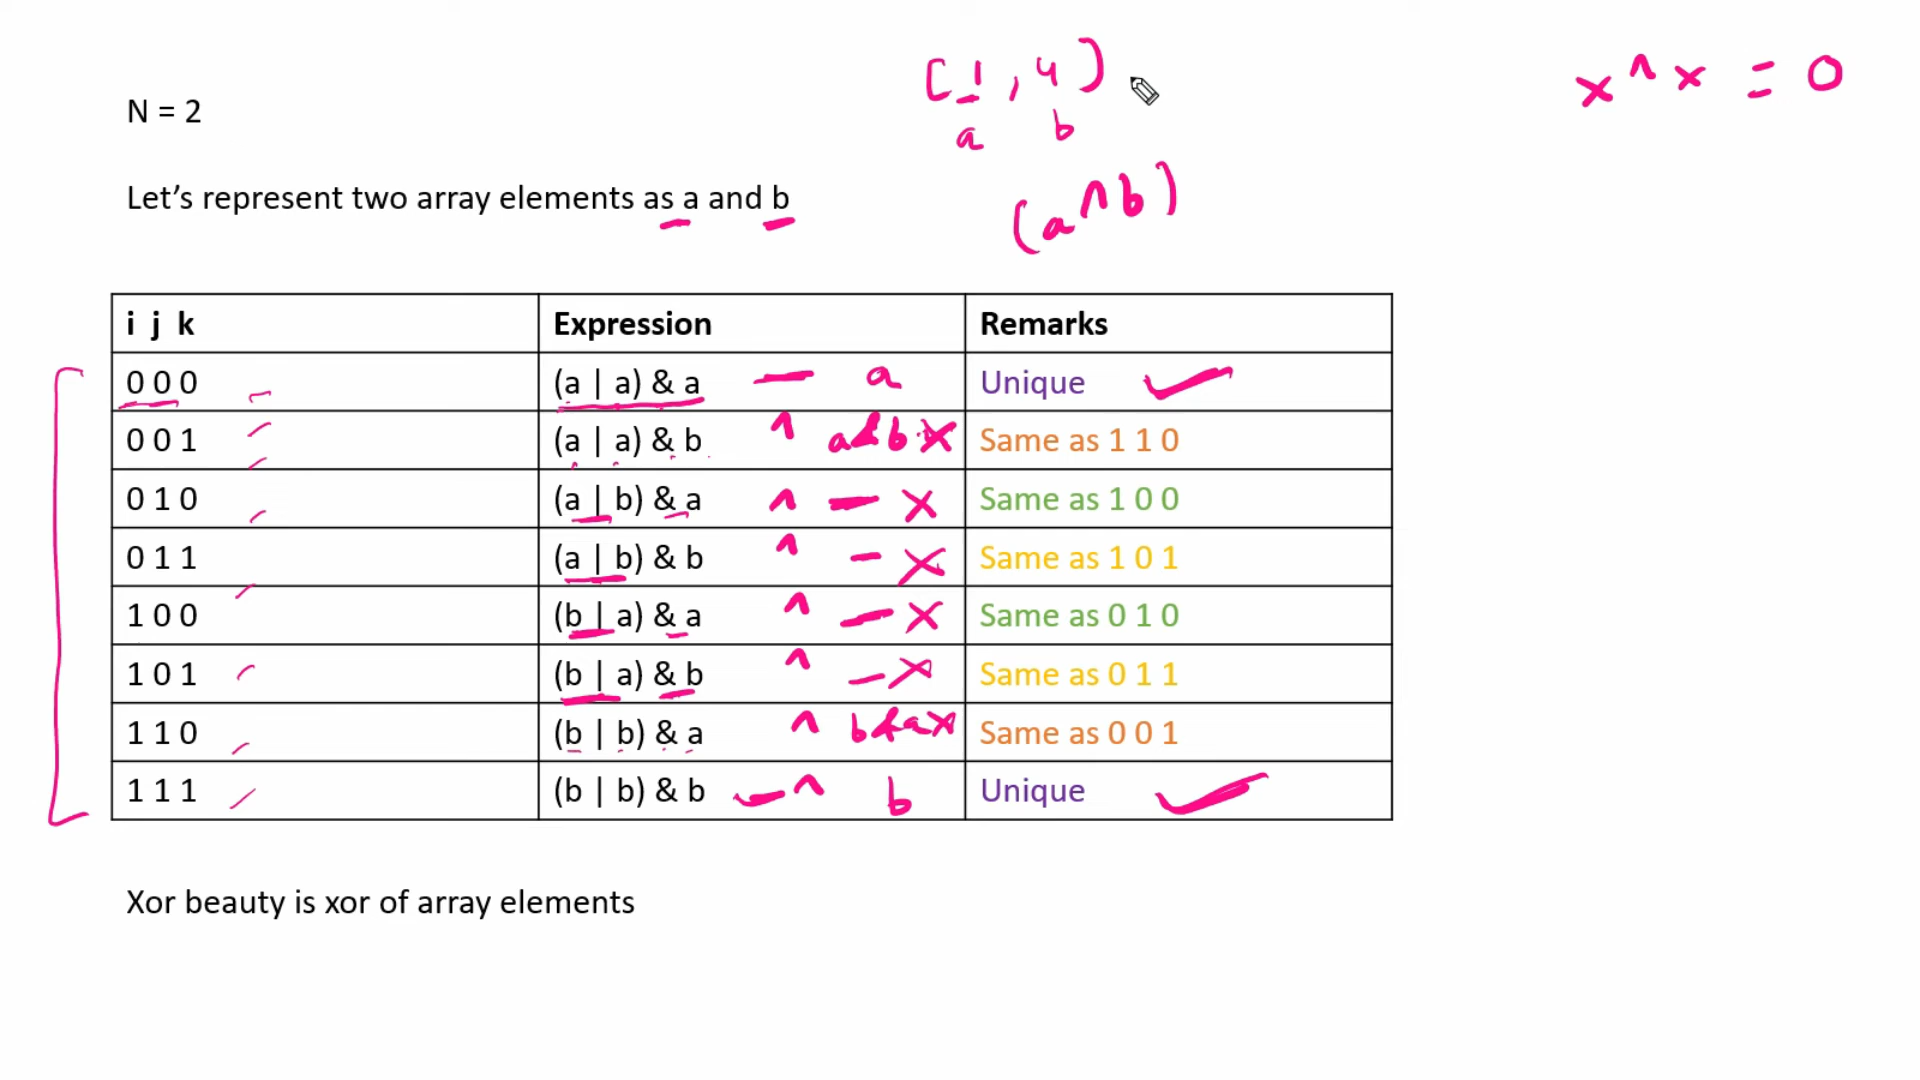 [1, 4] x^x = 0
N = 2
a b
Let's represent two array elements as a and b
(a^b)
i j k Expression Remarks
0 0 0 (a | a) & a — a Unique
0 0 1 (a | a) & b ^ a&b x Same as 1 1 0
0 1 0 (a | b) & a ^ — x Same as 1 0 0
0 1 1 (a | b) & b ^ — x Same as 1 0 1
1 0 0 (b | a) & a ^ — x Same as 0 1 0
1 0 1 (b | a) & b ^ — x Same as 0 1 1
1 1 0 (b | b) & a ^ b&a x Same as 0 0 1
1 1 1 (b | b) & b — ^ b Unique
Xor beauty is xor of array elements